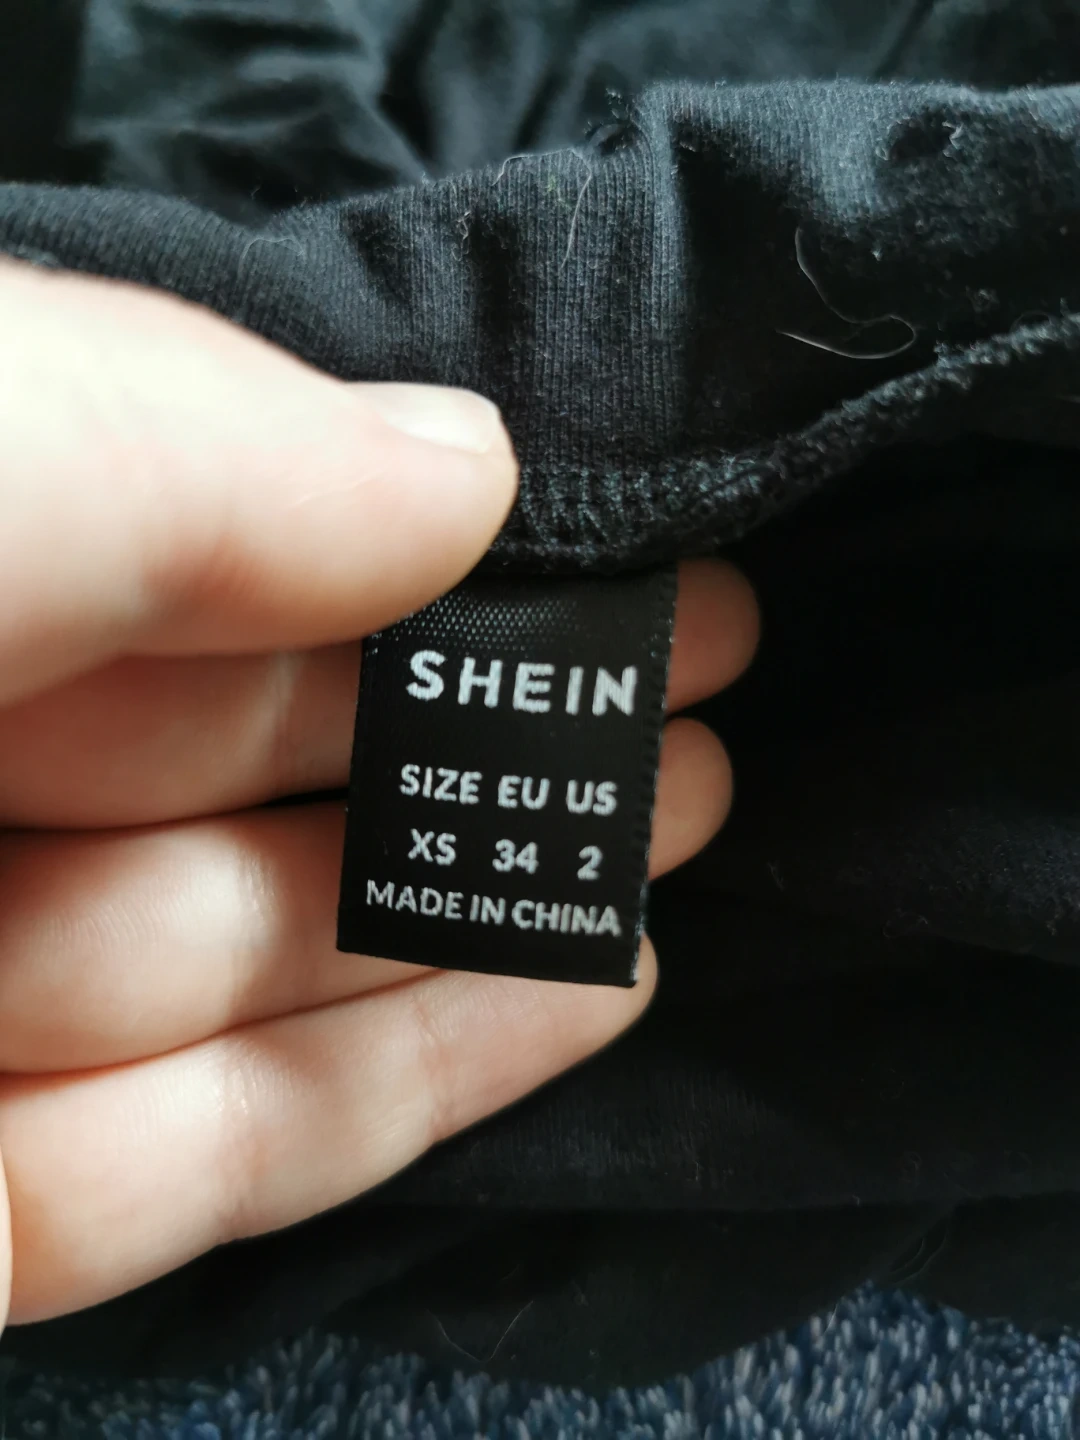 SHEIN
SIZE EU US
XS 34 2
MADE IN CHINA